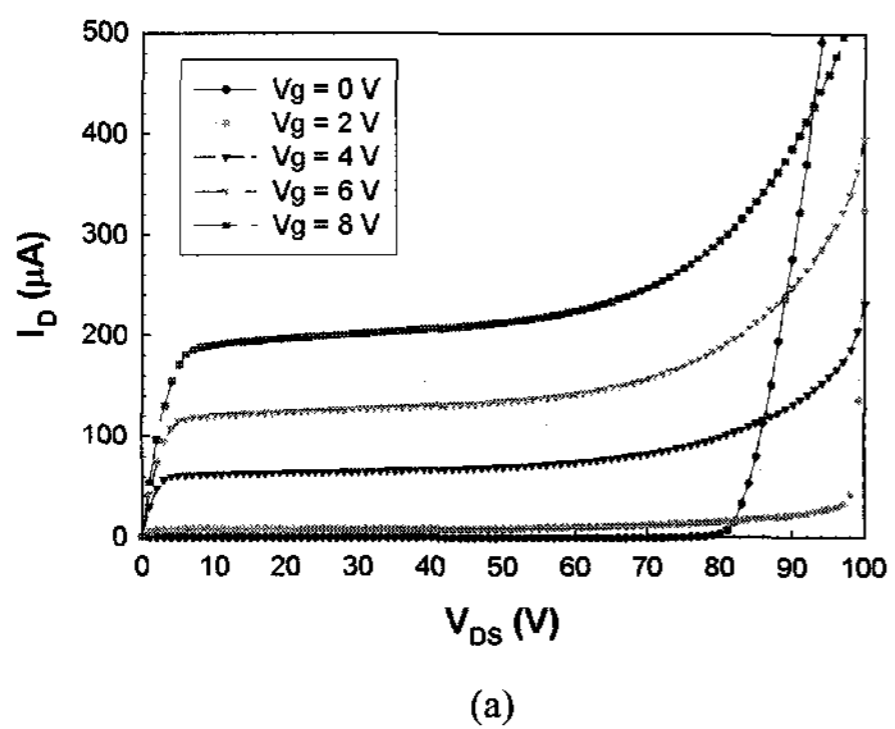 500
400
300
200
100
0
I_D (μA)
Vg = 0 V
Vg = 2 V
Vg = 4 V
Vg = 6 V
Vg = 8 V
0 10 20 30 40 50 60 70 80 90 100
V_DS (V)
(a)